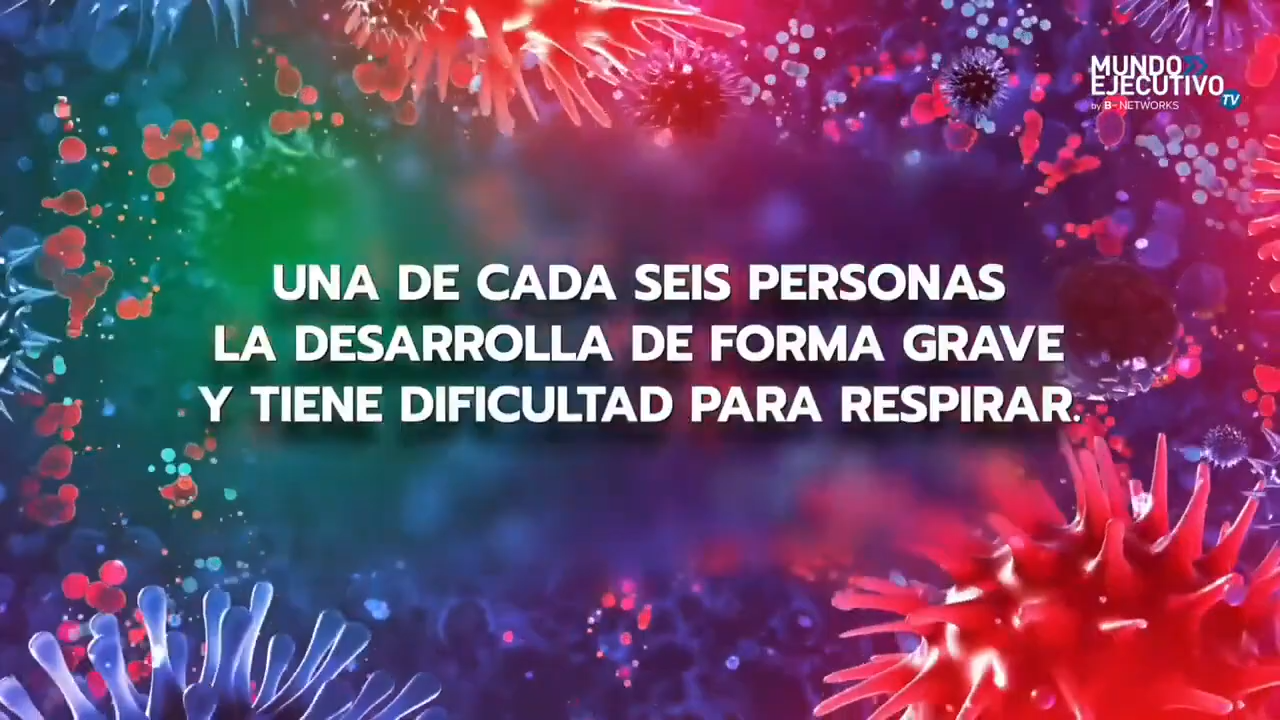 MUNDO
EJECUTIVO TV
by B-NETWORKS
UNA DE CADA SEIS PERSONAS
LA DESARROLLA DE FORMA GRAVE
Y TIENE DIFICULTAD PARA RESPIRAR.